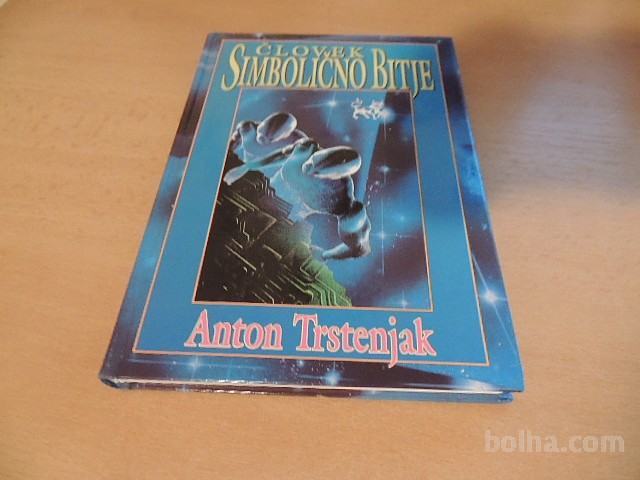 ČLOVEK
SIMBOLIČNO BITJE
Anton Trstenjak
bolha.com